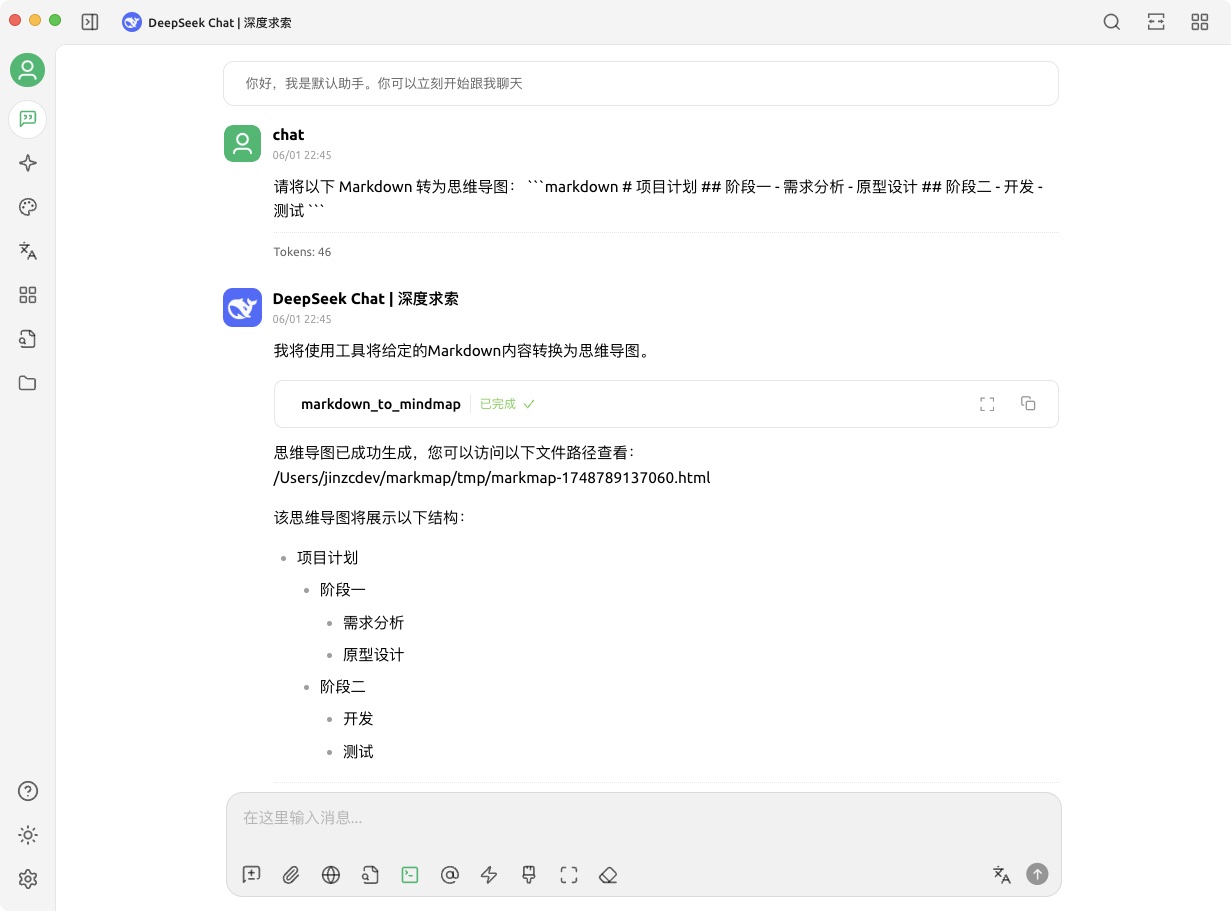 DeepSeek Chat | 深度求索
你好，我是默认助手。你可以立刻开始跟我聊天
chat
06/01 22:45
请将以下 Markdown 转为思维导图： ```markdown # 项目计划 ## 阶段一 - 需求分析 - 原型设计 ## 阶段二 - 开发 -
测试 ```
Tokens: 46
DeepSeek Chat | 深度求索
06/01 22:45
我将使用工具将给定的Markdown内容转换为思维导图。
markdown_to_mindmap 已完成
思维导图已成功生成，您可以访问以下文件路径查看：
/Users/jinzcdev/markmap/tmp/markmap-1748789137060.html
该思维导图将展示以下结构：
项目计划
阶段一
需求分析
原型设计
阶段二
开发
测试
在这里输入消息...